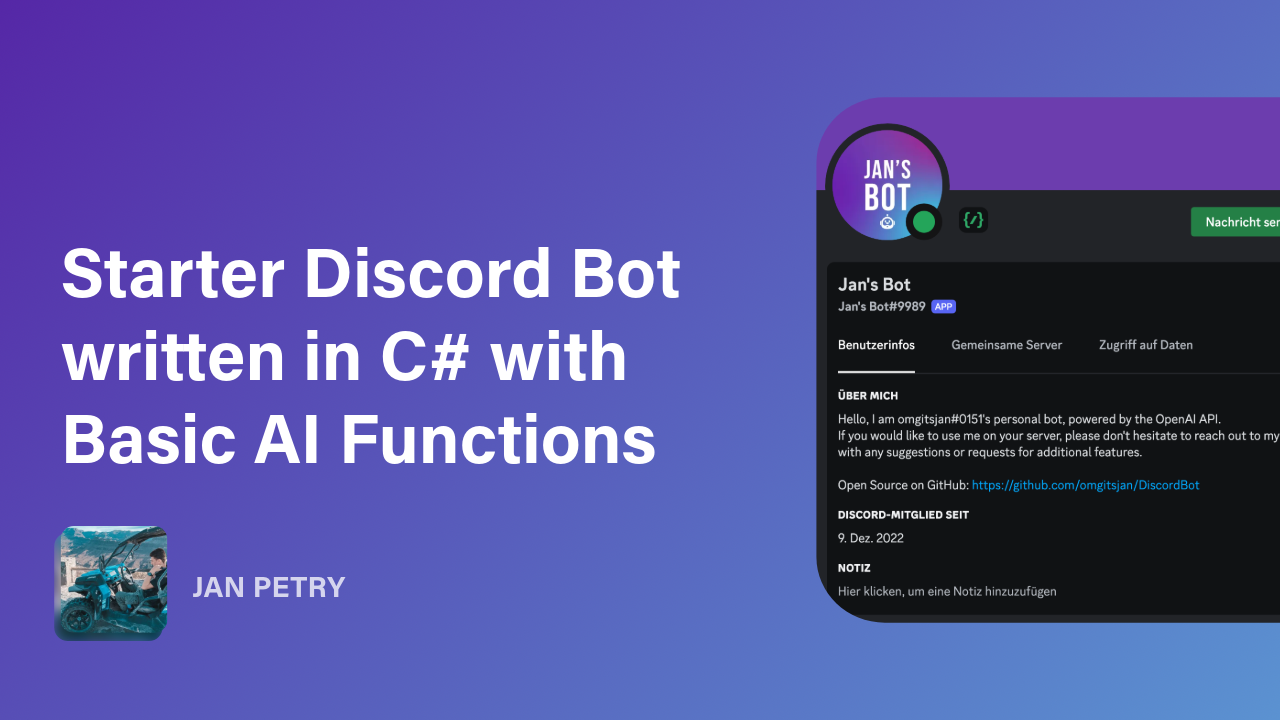 Starter Discord Bot
written in C# with
Basic AI Functions
JAN PETRY
JAN'S
BOT
{/}
Nachricht ser
Jan's Bot
Jan's Bot#9989 APP
Benutzerinfos Gemeinsame Server Zugriff auf Daten
ÜBER MICH
Hello, I am omgitsjan#0151's personal bot, powered by the OpenAI API.
If you would like to use me on your server, please don't hesitate to reach out to my
with any suggestions or requests for additional features.
Open Source on GitHub: https://github.com/omgitsjan/DiscordBot
DISCORD-MITGLIED SEIT
9. Dez. 2022
NOTIZ
Hier klicken, um eine Notiz hinzuzufügen